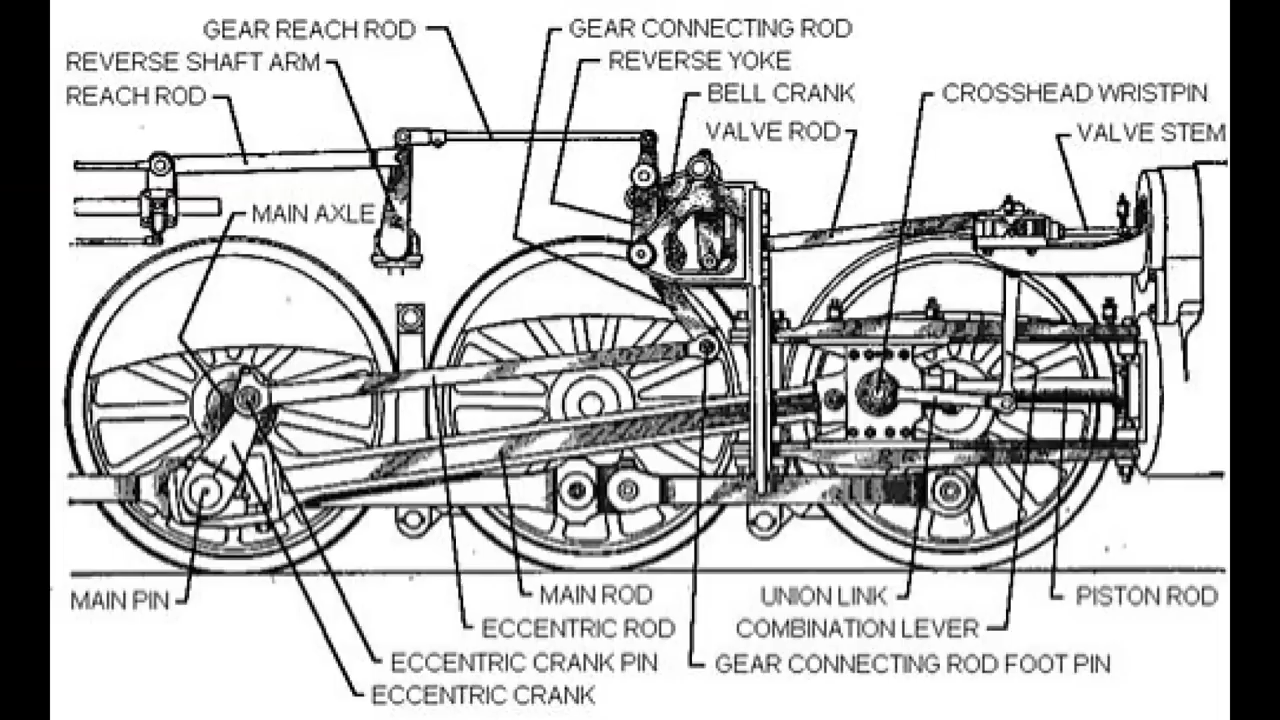 GEAR REACH ROD
GEAR CONNECTING ROD
REVERSE SHAFT ARM
REVERSE YOKE
REACH ROD
BELL CRANK
CROSSHEAD WRISTPIN
VALVE ROD
VALVE STEM
MAIN AXLE
MAIN PIN
MAIN ROD
UNION LINK
PISTON ROD
ECCENTRIC ROD
COMBINATION LEVER
ECCENTRIC CRANK PIN
GEAR CONNECTING ROD FOOT PIN
ECCENTRIC CRANK